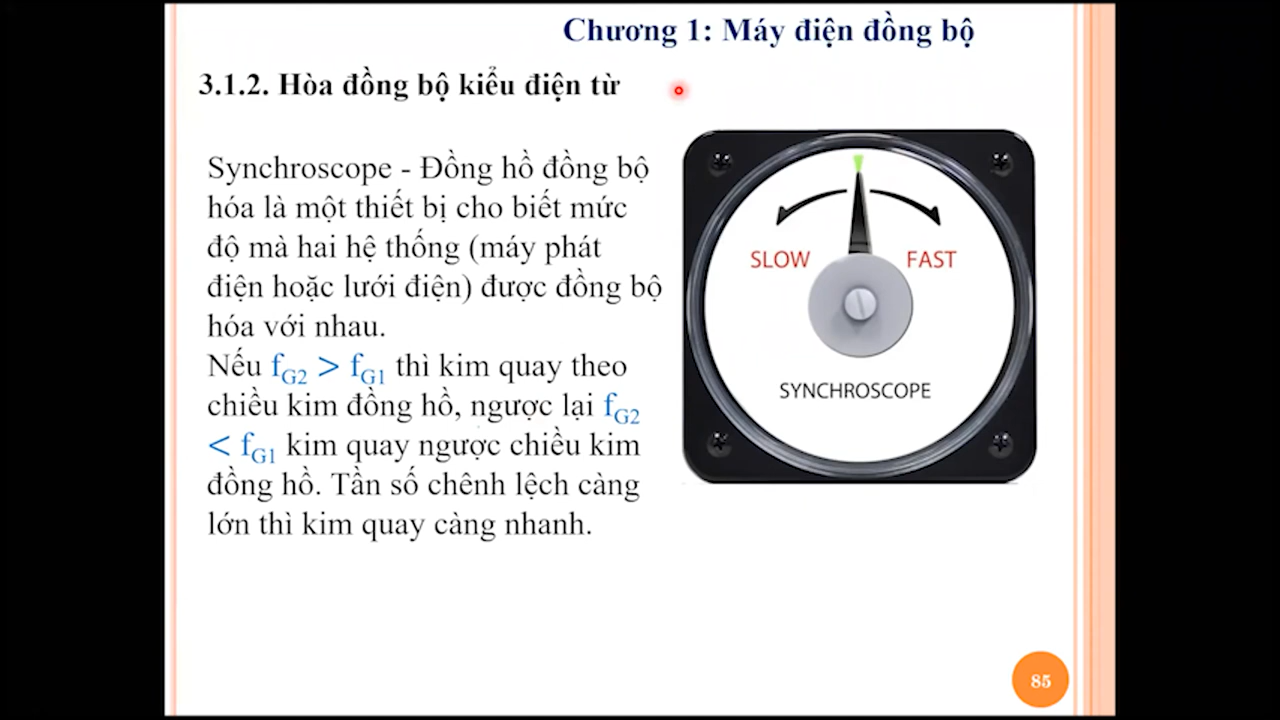 Chương 1: Máy điện đồng bộ
3.1.2. Hòa đồng bộ kiểu điện từ
Synchroscope - Đồng hồ đồng bộ
hóa là một thiết bị cho biết mức
độ mà hai hệ thống (máy phát
điện hoặc lưới điện) được đồng bộ
hóa với nhau.
Nếu fG2 > fG1 thì kim quay theo
chiều kim đồng hồ, ngược lại fG2
< fG1 kim quay ngược chiều kim
đồng hồ. Tần số chênh lệch càng
lớn thì kim quay càng nhanh.
SLOW FAST
SYNCHROSCOPE
85